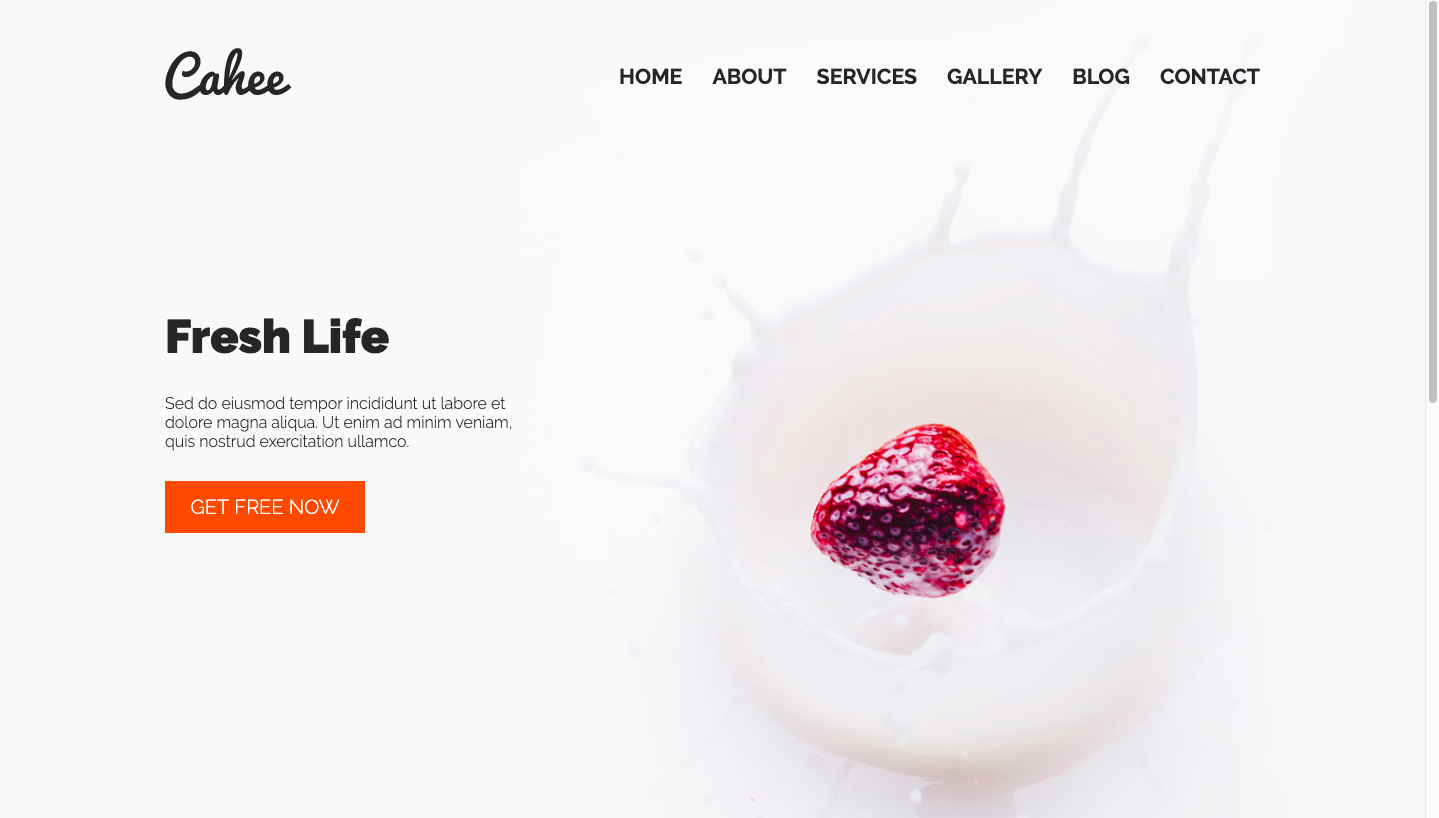 Cahee
HOME ABOUT SERVICES GALLERY BLOG CONTACT
Fresh Life
Sed do eiusmod tempor incididunt ut labore et
dolore magna aliqua. Ut enim ad minim veniam,
quis nostrud exercitation ullamco.
GET FREE NOW